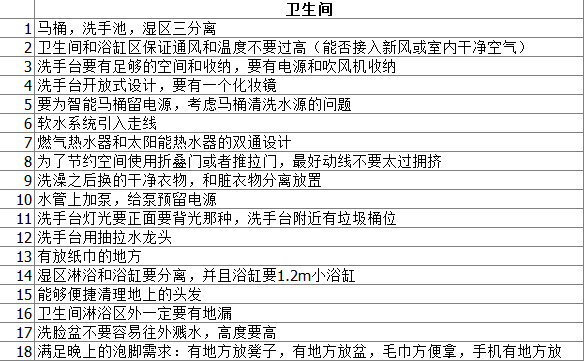 卫生间
1 马桶，洗手池，湿区三分离
2 卫生间和浴缸区保证通风和温度不要过高（能否接入新风或室内干净空气）
3 洗手台要有足够的空间和收纳，要有电源和吹风机收纳
4 洗手台开放式设计，要有一个化妆镜
5 要为智能马桶留电源，考虑马桶清洗水源的问题
6 软水系统引入走线
7 燃气热水器和太阳能热水器的双通设计
8 为了节约空间使用折叠门或者推拉门，最好动线不要太过拥挤
9 洗澡之后换的干净衣物，和脏衣物分离放置
10 水管上加泵，给泵预留电源
11 洗手台灯光要正面要背光那种，洗手台附近有垃圾桶位
12 洗手台用抽拉水龙头
13 有放纸巾的地方
14 湿区淋浴和浴缸要分离，并且浴缸要1.2m小浴缸
15 能够便捷清理地上的头发
16 卫生间淋浴区外一定要有地漏
17 洗脸盆不要容易往外溅水，高度要高
18 满足晚上的泡脚需求：有地方放凳子，有地方放盆，毛巾方便拿，手机有地方放